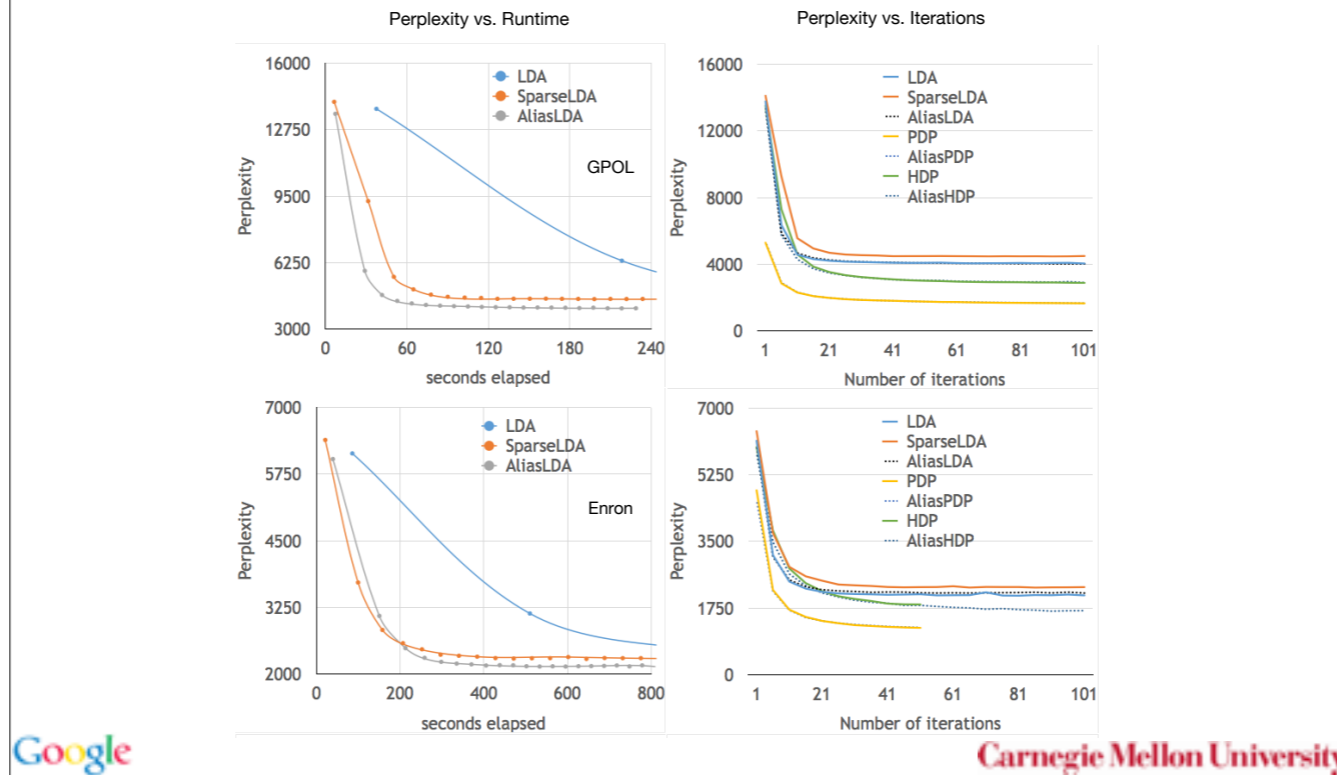 Perplexity vs. Runtime
Perplexity vs. Iterations
16000
12750
9500
6250
3000
Perplexity
LDA
SparseLDA
AliasLDA
GPOL
0 60 120 180 240
seconds elapsed
16000
12000
8000
4000
0
Perplexity
LDA
SparseLDA
AliasLDA
PDP
AliasPDP
HDP
AliasHDP
1 21 41 61 81 101
Number of iterations
7000
5750
4500
3250
2000
Perplexity
LDA
SparseLDA
AliasLDA
Enron
0 200 400 600 800
seconds elapsed
7000
5250
3500
1750
0
Perplexity
LDA
SparseLDA
AliasLDA
PDP
AliasPDP
HDP
AliasHDP
1 21 41 61 81 101
Number of iterations
Google
Carnegie Mellon University